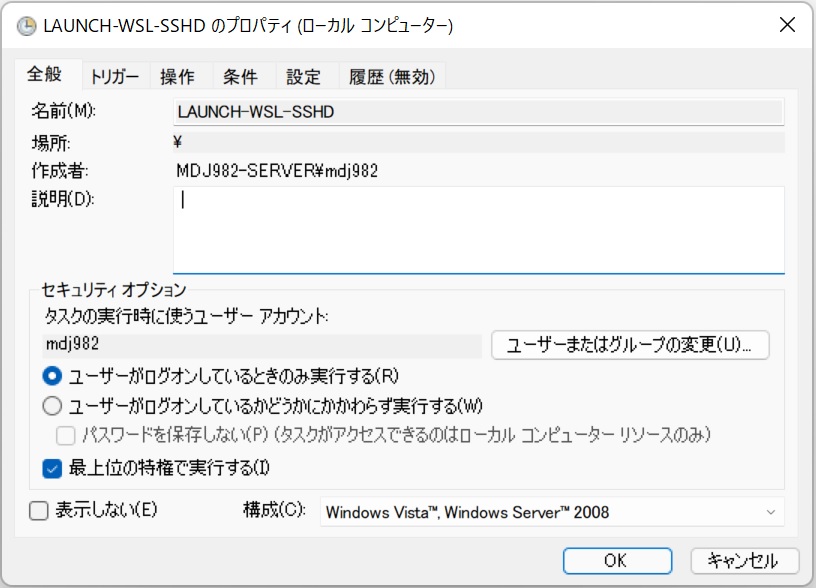 LAUNCH-WSL-SSHD のプロパティ (ローカル コンピューター)
全般 トリガー 操作 条件 設定 履歴 (無効)
名前(M): LAUNCH-WSL-SSHD
場所: ¥
作成者: MDJ982-SERVER¥mdj982
説明(D):
セキュリティ オプション
タスクの実行時に使うユーザー アカウント:
mdj982 ユーザーまたはグループの変更(U)...
ユーザーがログオンしているときのみ実行する(R)
ユーザーがログオンしているかどうかにかかわらず実行する(W)
パスワードを保存しない(P) (タスクがアクセスできるのはローカル コンピューター リソースのみ)
最上位の特権で実行する(I)
表示しない(E) 構成(C): Windows Vista™, Windows Server™ 2008
OK キャンセル